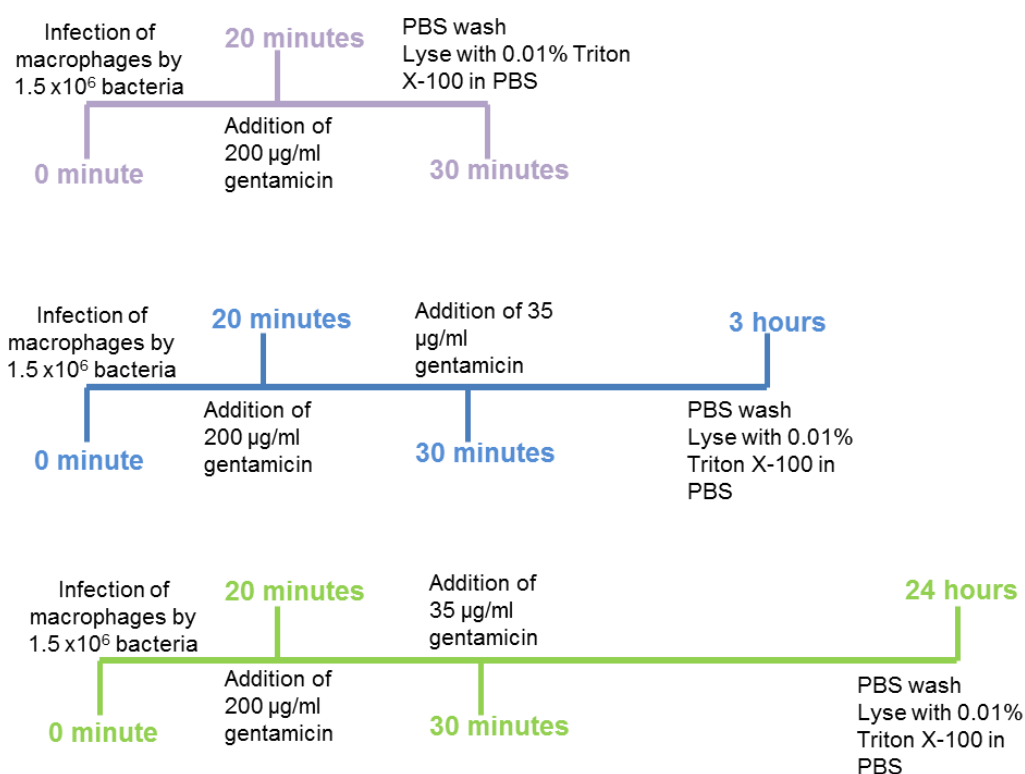 Infection of
macrophages by
1.5 x10⁶ bacteria
20 minutes
PBS wash
Lyse with 0.01% Triton
X-100 in PBS
0 minute
Addition of
200 µg/ml
gentamicin
30 minutes
Infection of
macrophages by
1.5 x10⁶ bacteria
20 minutes
Addition of 35
µg/ml
gentamicin
3 hours
0 minute
Addition of
200 µg/ml
gentamicin
30 minutes
PBS wash
Lyse with 0.01%
Triton X-100 in
PBS
Infection of
macrophages by
1.5 x10⁶ bacteria
20 minutes
Addition of
35 µg/ml
gentamicin
24 hours
0 minute
Addition of
200 µg/ml
gentamicin
30 minutes
PBS wash
Lyse with 0.01%
Triton X-100 in
PBS